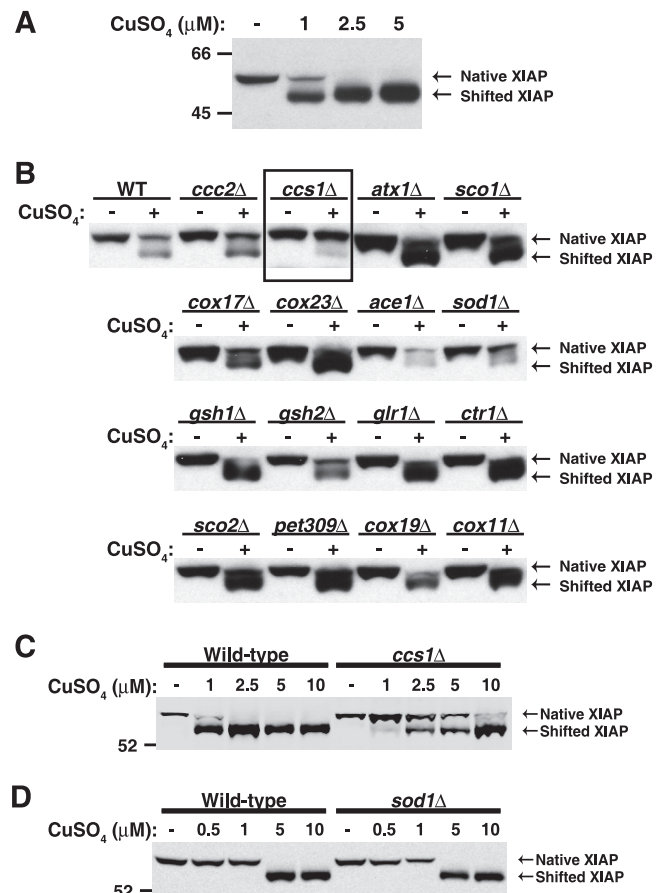 A
CuSO4 (μM): - 1 2.5 5
66
← Native XIAP
← Shifted XIAP
45
B
WT ccc2Δ ccs1Δ atx1Δ sco1Δ
CuSO4: - + - + - + - + - +
← Native XIAP
← Shifted XIAP
cox17Δ cox23Δ ace1Δ sod1Δ
CuSO4: - + - + - + - +
← Native XIAP
← Shifted XIAP
gsh1Δ gsh2Δ glr1Δ ctr1Δ
CuSO4: - + - + - + - +
← Native XIAP
← Shifted XIAP
sco2Δ pet309Δ cox19Δ cox11Δ
CuSO4: - + - + - + - +
← Native XIAP
← Shifted XIAP
C
Wild-type ccs1Δ
CuSO4 (μM): - 1 2.5 5 10 - 1 2.5 5 10
←Native XIAP
←Shifted XIAP
52
D
Wild-type sod1Δ
CuSO4 (μM): - 0.5 1 5 10 - 0.5 1 5 10
←Native XIAP
←Shifted XIAP
52